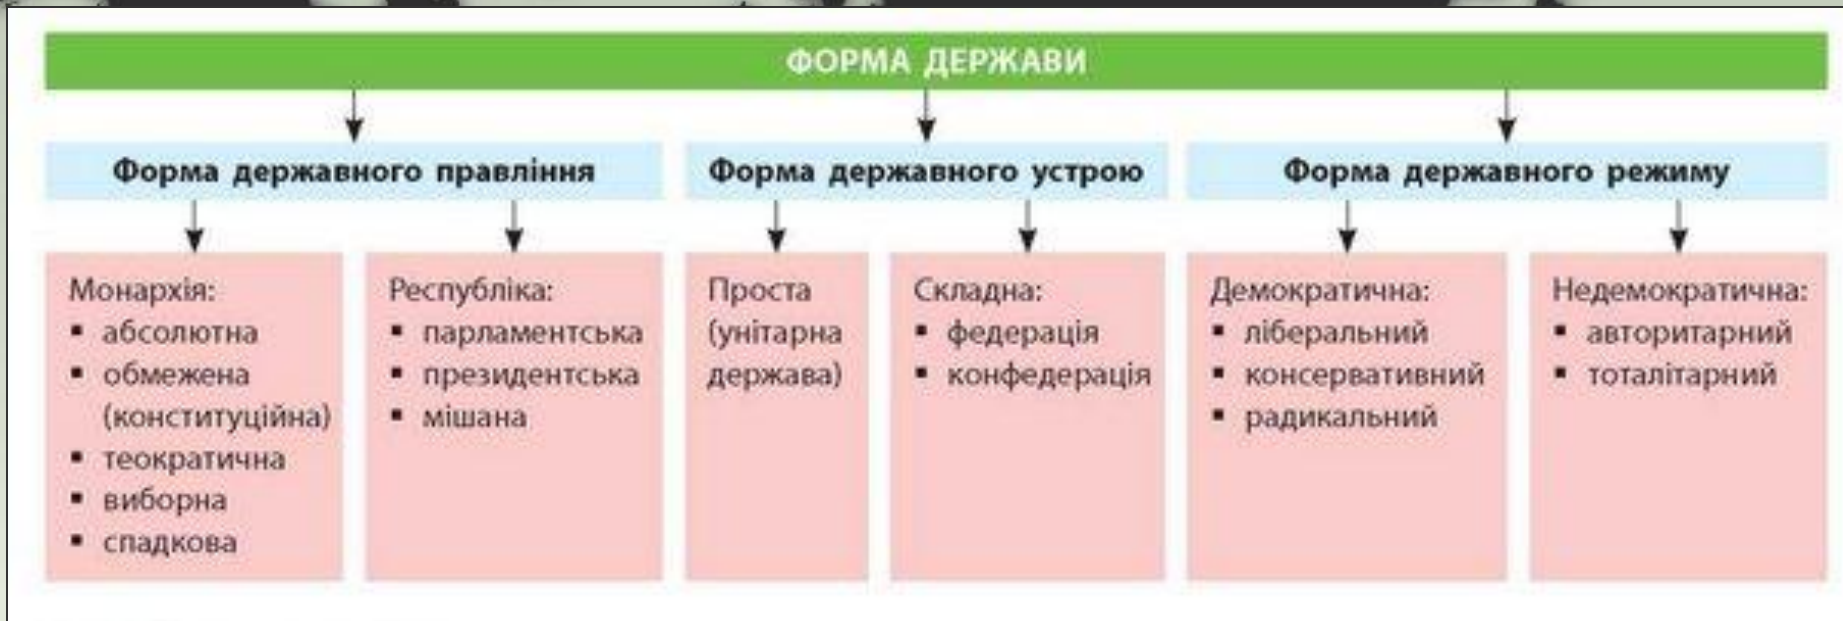 ФОРМА ДЕРЖАВИ
Форма державного правління
Форма державного устрою
Форма державного режиму
Монархія:
▪ абсолютна
▪ обмежена
(конституційна)
▪ теократична
▪ виборна
▪ спадкова
Республіка:
▪ парламентська
▪ президентська
▪ мішана
Проста
(унітарна
держава)
Складна:
▪ федерація
▪ конфедерація
Демократична:
▪ ліберальний
▪ консервативний
▪ радикальний
Недемократична:
▪ авторитарний
▪ тоталітарний